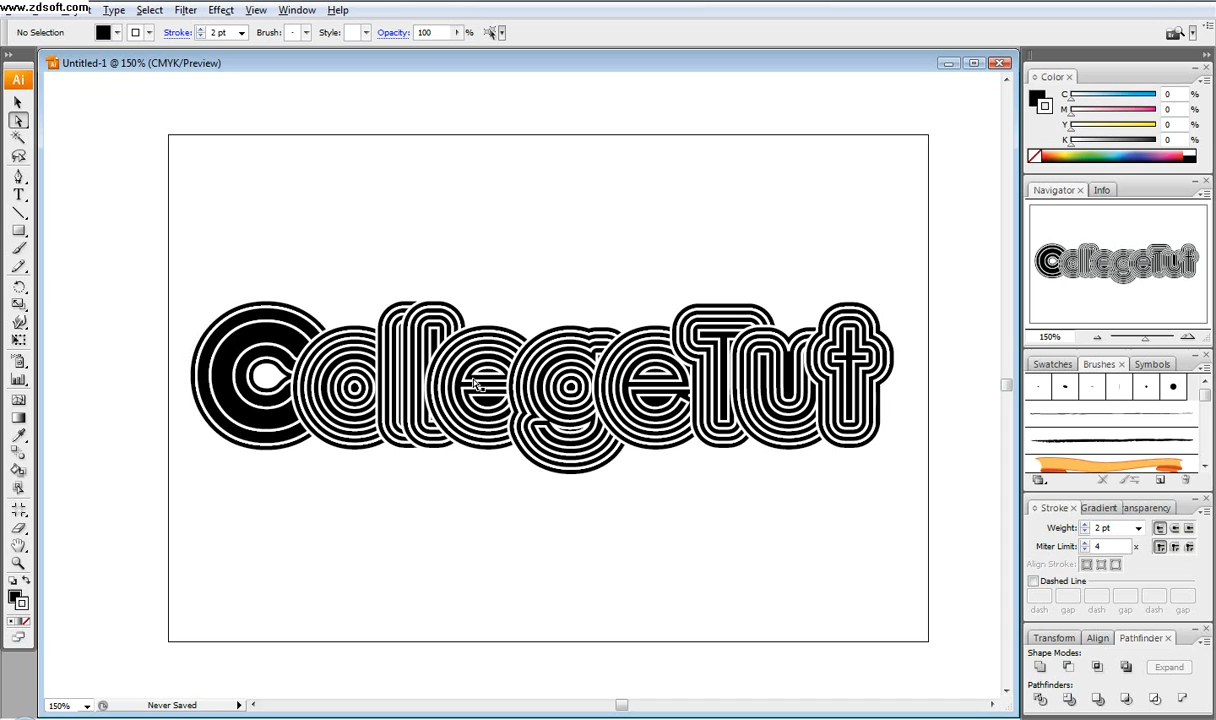 www.zdsoft.com
Type Select Filter Effect View Window Help
No Selection Stroke: 2 pt Brush: Style: Opacity: 100 %
Untitled-1 @ 150% (CMYK/Preview)
Ai
Color
C 0 %
M 0 %
Y 0 %
K 0 %
Navigator Info
CollegeTut
CollegeTut
150%
Swatches Brushes Symbols
Stroke Gradient ransparency
Weight: 2 pt
Miter Limit: 4 x
Align Stroke:
Dashed Line
dash gap dash gap dash gap
Transform Align Pathfinder
Shape Modes:
Expand
Pathfinders:
150% Never Saved